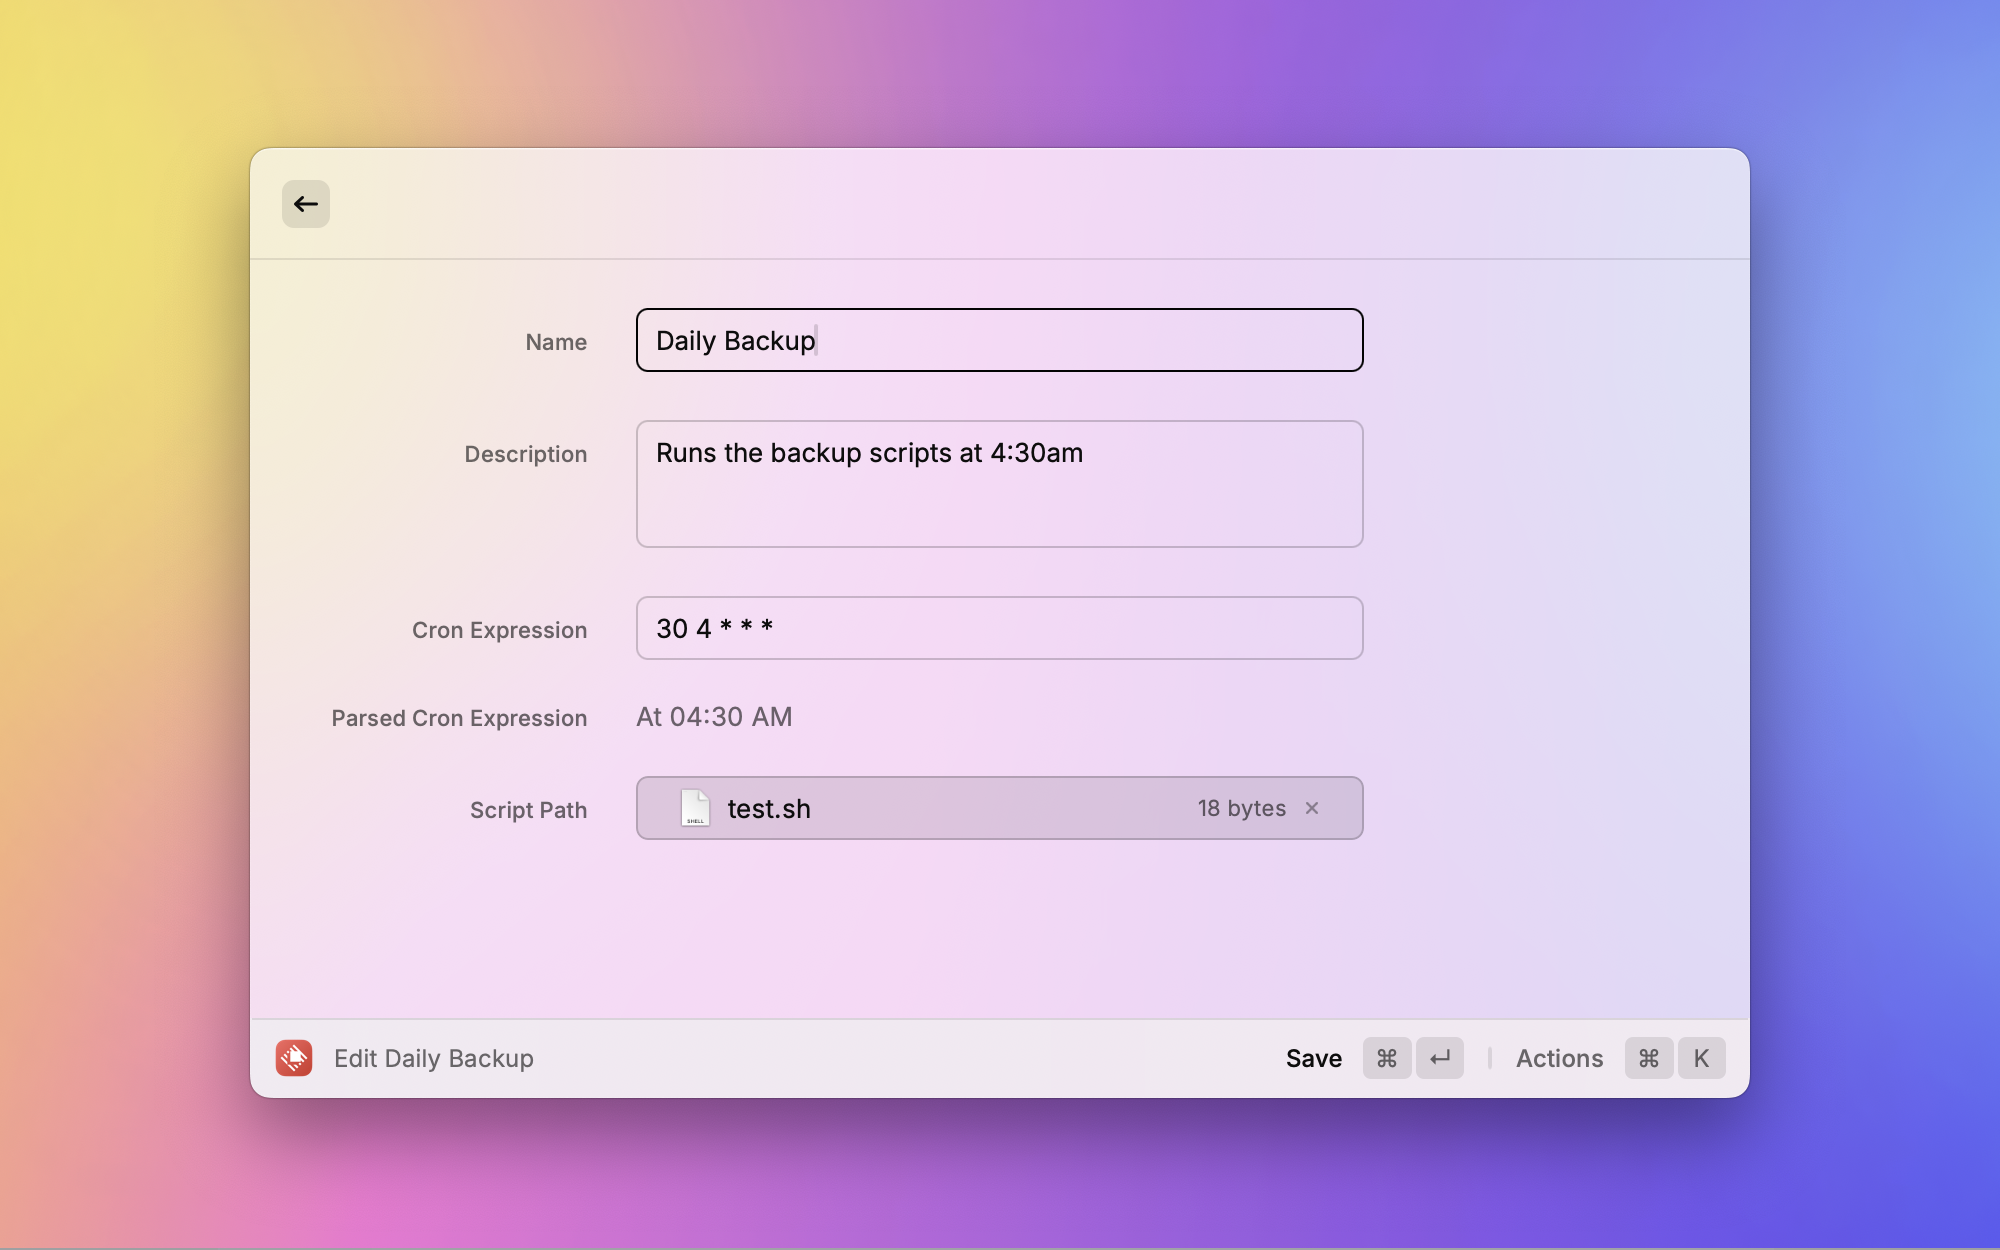 Name
Daily Backup
Description
Runs the backup scripts at 4:30am
Cron Expression
30 4 * * *
Parsed Cron Expression
At 04:30 AM
Script Path
SHELL
test.sh
18 bytes
Edit Daily Backup
Save ⌘ ↵
Actions ⌘ K